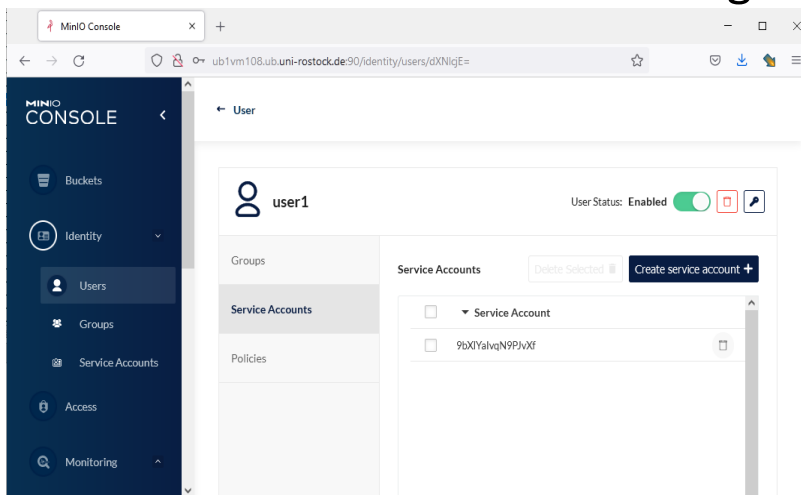 MinIO Console
ub1vm108.ub.uni-rostock.de:90/identity/users/dXNlcjE=
MINIO
CONSOLE
User
Buckets
user1
User Status: Enabled
Identity
Groups
Service Accounts
Delete Selected
Create service account +
Users
Service Accounts
Service Account
Groups
9bXIYalvqN9PJvXf
Policies
Service Accounts
Access
Monitoring